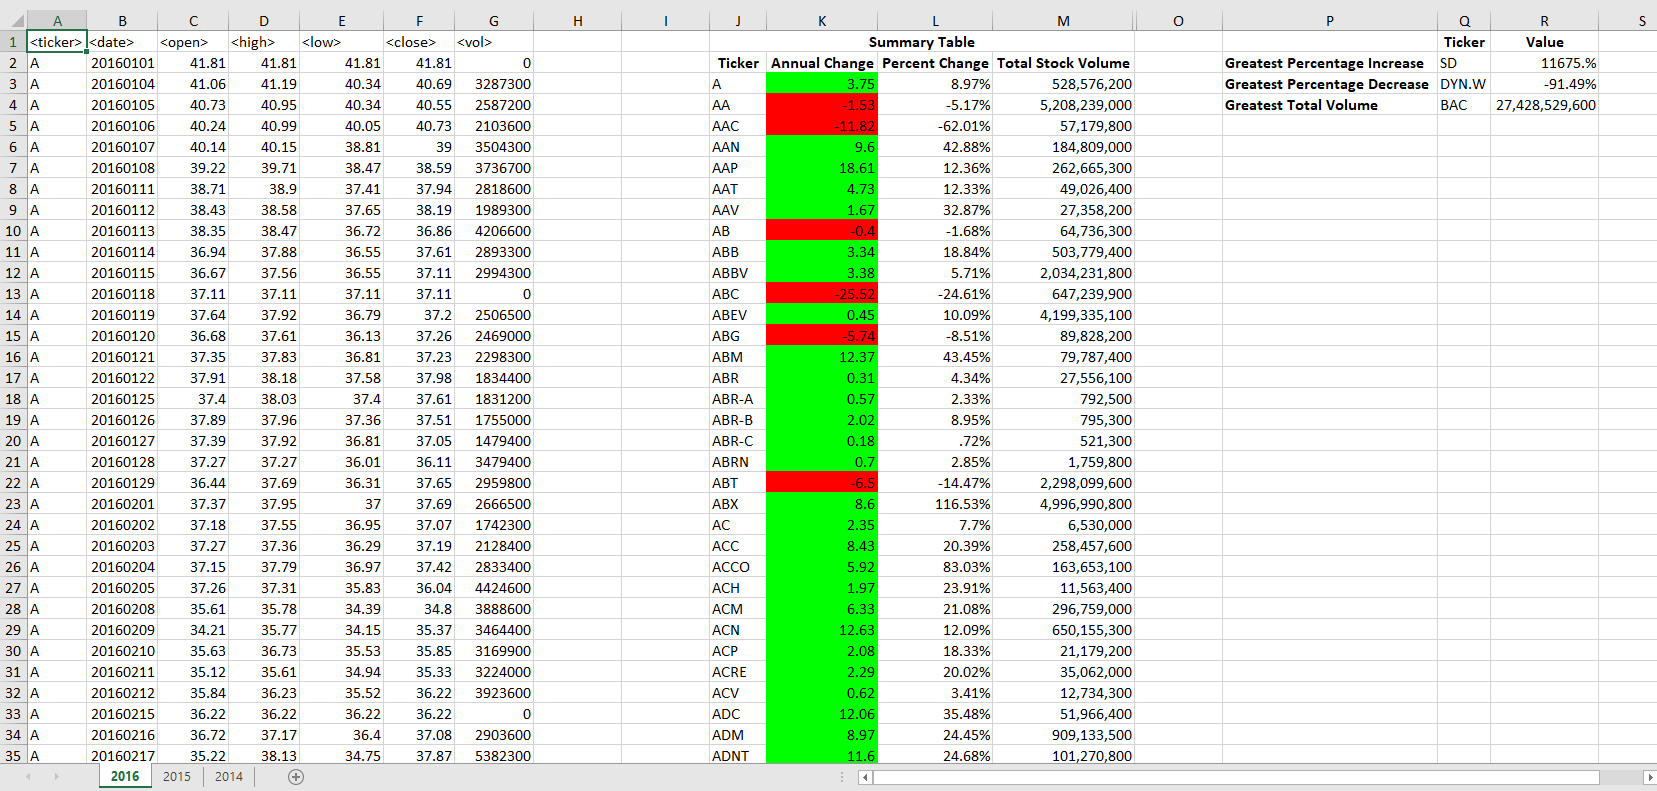 A B C D E F G H I J K L M O P Q R S
1 <ticker> <date> <open> <high> <low> <close> <vol> Summary Table Ticker Value
2 A 20160101 41.81 41.81 41.81 41.81 0 Ticker Annual Change Percent Change Total Stock Volume Greatest Percentage Increase SD 11675.%
3 A 20160104 41.06 41.19 40.34 40.69 3287300 A 3.75 8.97% 528,576,200 Greatest Percentage Decrease DYN.W -91.49%
4 A 20160105 40.73 40.95 40.34 40.55 2587200 AA -1.53 -5.17% 5,208,239,000 Greatest Total Volume BAC 27,428,529,600
5 A 20160106 40.24 40.99 40.05 40.73 2103600 AAC -11.82 -62.01% 57,179,800
6 A 20160107 40.14 40.15 38.81 39 3504300 AAN 9.6 42.88% 184,809,000
7 A 20160108 39.22 39.71 38.47 38.59 3736700 AAP 18.61 12.36% 262,665,300
8 A 20160111 38.71 38.9 37.41 37.94 2818600 AAT 4.73 12.33% 49,026,400
9 A 20160112 38.43 38.58 37.65 38.19 1989300 AAV 1.67 32.87% 27,358,200
10 A 20160113 38.35 38.47 36.72 36.86 4206600 AB -0.4 -1.68% 64,736,300
11 A 20160114 36.94 37.88 36.55 37.61 2893300 ABB 3.34 18.84% 503,779,400
12 A 20160115 36.67 37.56 36.55 37.11 2994300 ABBV 3.38 5.71% 2,034,231,800
13 A 20160118 37.11 37.11 37.11 37.11 0 ABC -25.52 -24.61% 647,239,900
14 A 20160119 37.64 37.92 36.79 37.2 2506500 ABEV 0.45 10.09% 4,199,335,100
15 A 20160120 36.68 37.61 36.13 37.26 2469000 ABG -5.74 -8.51% 89,828,200
16 A 20160121 37.35 37.83 36.81 37.23 2298300 ABM 12.37 43.45% 79,787,400
17 A 20160122 37.91 38.18 37.58 37.98 1834400 ABR 0.31 4.34% 27,556,100
18 A 20160125 37.4 38.03 37.4 37.61 1831200 ABR-A 0.57 2.33% 792,500
19 A 20160126 37.89 37.96 37.36 37.51 1755000 ABR-B 2.02 8.95% 795,300
20 A 20160127 37.39 37.92 36.81 37.05 1479400 ABR-C 0.18 .72% 521,300
21 A 20160128 37.27 37.27 36.01 36.11 3479400 ABRN 0.7 2.85% 1,759,800
22 A 20160129 36.44 37.69 36.31 37.65 2959800 ABT -6.5 -14.47% 2,298,099,600
23 A 20160201 37.37 37.95 37 37.69 2666500 ABX 8.6 116.53% 4,996,990,800
24 A 20160202 37.18 37.55 36.95 37.07 1742300 AC 2.35 7.7% 6,530,000
25 A 20160203 37.27 37.36 36.29 37.19 2128400 ACC 8.43 20.39% 258,457,600
26 A 20160204 37.15 37.79 36.97 37.42 2833400 ACCO 5.92 83.03% 163,653,100
27 A 20160205 37.26 37.31 35.83 36.04 4424600 ACH 1.97 23.91% 11,563,400
28 A 20160208 35.61 35.78 34.39 34.8 3888600 ACM 6.33 21.08% 296,759,000
29 A 20160209 34.21 35.77 34.15 35.37 3464400 ACN 12.63 12.09% 650,155,300
30 A 20160210 35.63 36.73 35.53 35.85 3169900 ACP 2.08 18.33% 21,179,200
31 A 20160211 35.12 35.61 34.94 35.33 3224000 ACRE 2.29 20.02% 35,062,000
32 A 20160212 35.84 36.23 35.52 36.22 3923600 ACV 0.62 3.41% 12,734,300
33 A 20160215 36.22 36.22 36.22 36.22 0 ADC 12.06 35.48% 51,966,400
34 A 20160216 36.72 37.17 36.4 37.08 2903600 ADM 8.97 24.45% 909,133,500
35 A 20160217 35.22 38.13 34.75 37.87 5382300 ADNT 11.6 24.68% 101,270,800
2016 2015 2014